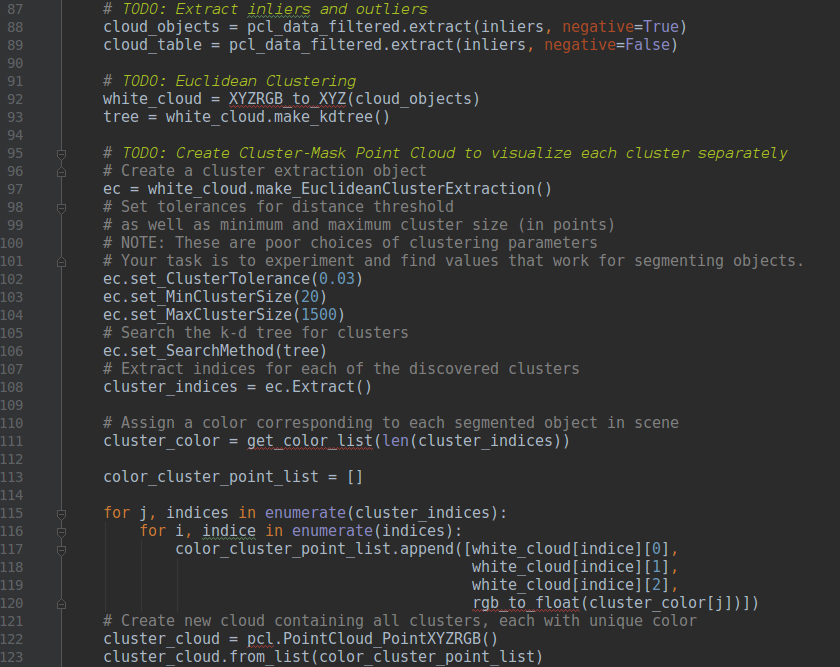 87 # TODO: Extract inliers and outliers
88 cloud_objects = pcl_data_filtered.extract(inliers, negative=True)
89 cloud_table = pcl_data_filtered.extract(inliers, negative=False)
90
91 # TODO: Euclidean Clustering
92 white_cloud = XYZRGB_to_XYZ(cloud_objects)
93 tree = white_cloud.make_kdtree()
94
95 # TODO: Create Cluster-Mask Point Cloud to visualize each cluster separately
96 # Create a cluster extraction object
97 ec = white_cloud.make_EuclideanClusterExtraction()
98 # Set tolerances for distance threshold
99 # as well as minimum and maximum cluster size (in points)
100 # NOTE: These are poor choices of clustering parameters
101 # Your task is to experiment and find values that work for segmenting objects.
102 ec.set_ClusterTolerance(0.03)
103 ec.set_MinClusterSize(20)
104 ec.set_MaxClusterSize(1500)
105 # Search the k-d tree for clusters
106 ec.set_SearchMethod(tree)
107 # Extract indices for each of the discovered clusters
108 cluster_indices = ec.Extract()
109
110 # Assign a color corresponding to each segmented object in scene
111 cluster_color = get_color_list(len(cluster_indices))
112
113 color_cluster_point_list = []
114
115 for j, indices in enumerate(cluster_indices):
116     for i, indice in enumerate(indices):
117         color_cluster_point_list.append([white_cloud[indice][0],
118                                          white_cloud[indice][1],
119                                          white_cloud[indice][2],
120                                          rgb_to_float(cluster_color[j])])
121 # Create new cloud containing all clusters, each with unique color
122 cluster_cloud = pcl.PointCloud_PointXYZRGB()
123 cluster_cloud.from_list(color_cluster_point_list)